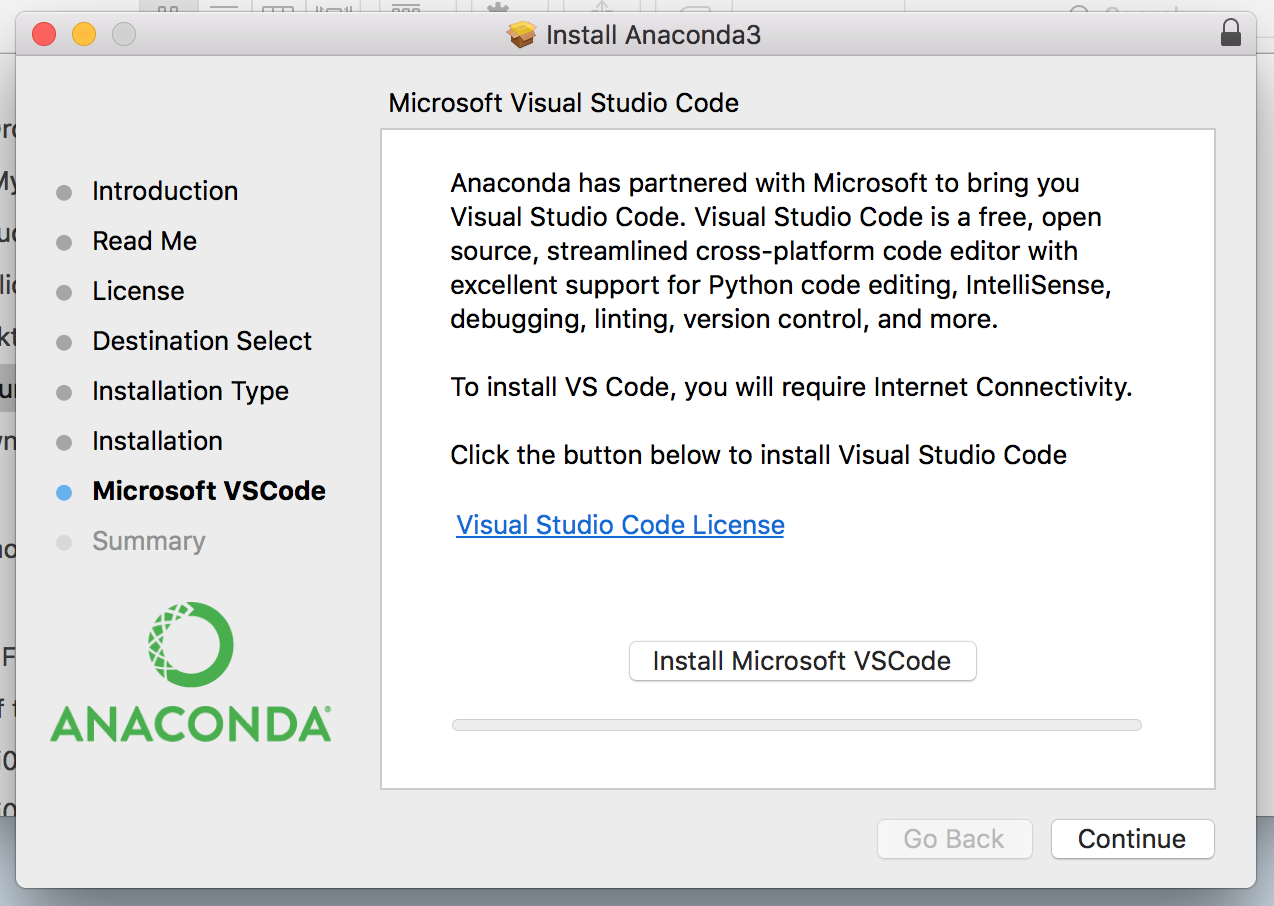 Install Anaconda3
Microsoft Visual Studio Code
Introduction
Read Me
License
Destination Select
Installation Type
Installation
Microsoft VSCode
Summary
ANACONDA®
Anaconda has partnered with Microsoft to bring you
Visual Studio Code. Visual Studio Code is a free, open
source, streamlined cross-platform code editor with
excellent support for Python code editing, IntelliSense,
debugging, linting, version control, and more.
To install VS Code, you will require Internet Connectivity.
Click the button below to install Visual Studio Code
Visual Studio Code License
Install Microsoft VSCode
Go Back
Continue